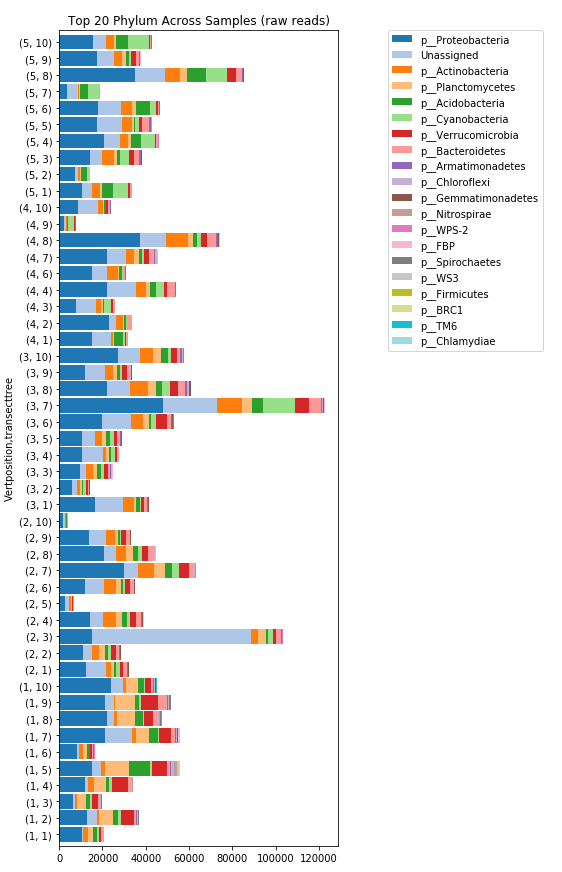 Top 20 Phylum Across Samples (raw reads)
Vertposition,transecttree
(5, 10)
(5, 9)
(5, 8)
(5, 7)
(5, 6)
(5, 5)
(5, 4)
(5, 3)
(5, 2)
(5, 1)
(4, 10)
(4, 9)
(4, 8)
(4, 7)
(4, 6)
(4, 4)
(4, 3)
(4, 2)
(4, 1)
(3, 10)
(3, 9)
(3, 8)
(3, 7)
(3, 6)
(3, 5)
(3, 4)
(3, 3)
(3, 2)
(3, 1)
(2, 10)
(2, 9)
(2, 8)
(2, 7)
(2, 6)
(2, 5)
(2, 4)
(2, 3)
(2, 2)
(2, 1)
(1, 10)
(1, 9)
(1, 8)
(1, 7)
(1, 6)
(1, 5)
(1, 4)
(1, 3)
(1, 2)
(1, 1)
0 20000 40000 60000 80000 100000 120000
p__Proteobacteria
Unassigned
p__Actinobacteria
p__Planctomycetes
p__Acidobacteria
p__Cyanobacteria
p__Verrucomicrobia
p__Bacteroidetes
p__Armatimonadetes
p__Chloroflexi
p__Gemmatimonadetes
p__Nitrospirae
p__WPS-2
p__FBP
p__Spirochaetes
p__WS3
p__Firmicutes
p__BRC1
p__TM6
p__Chlamydiae